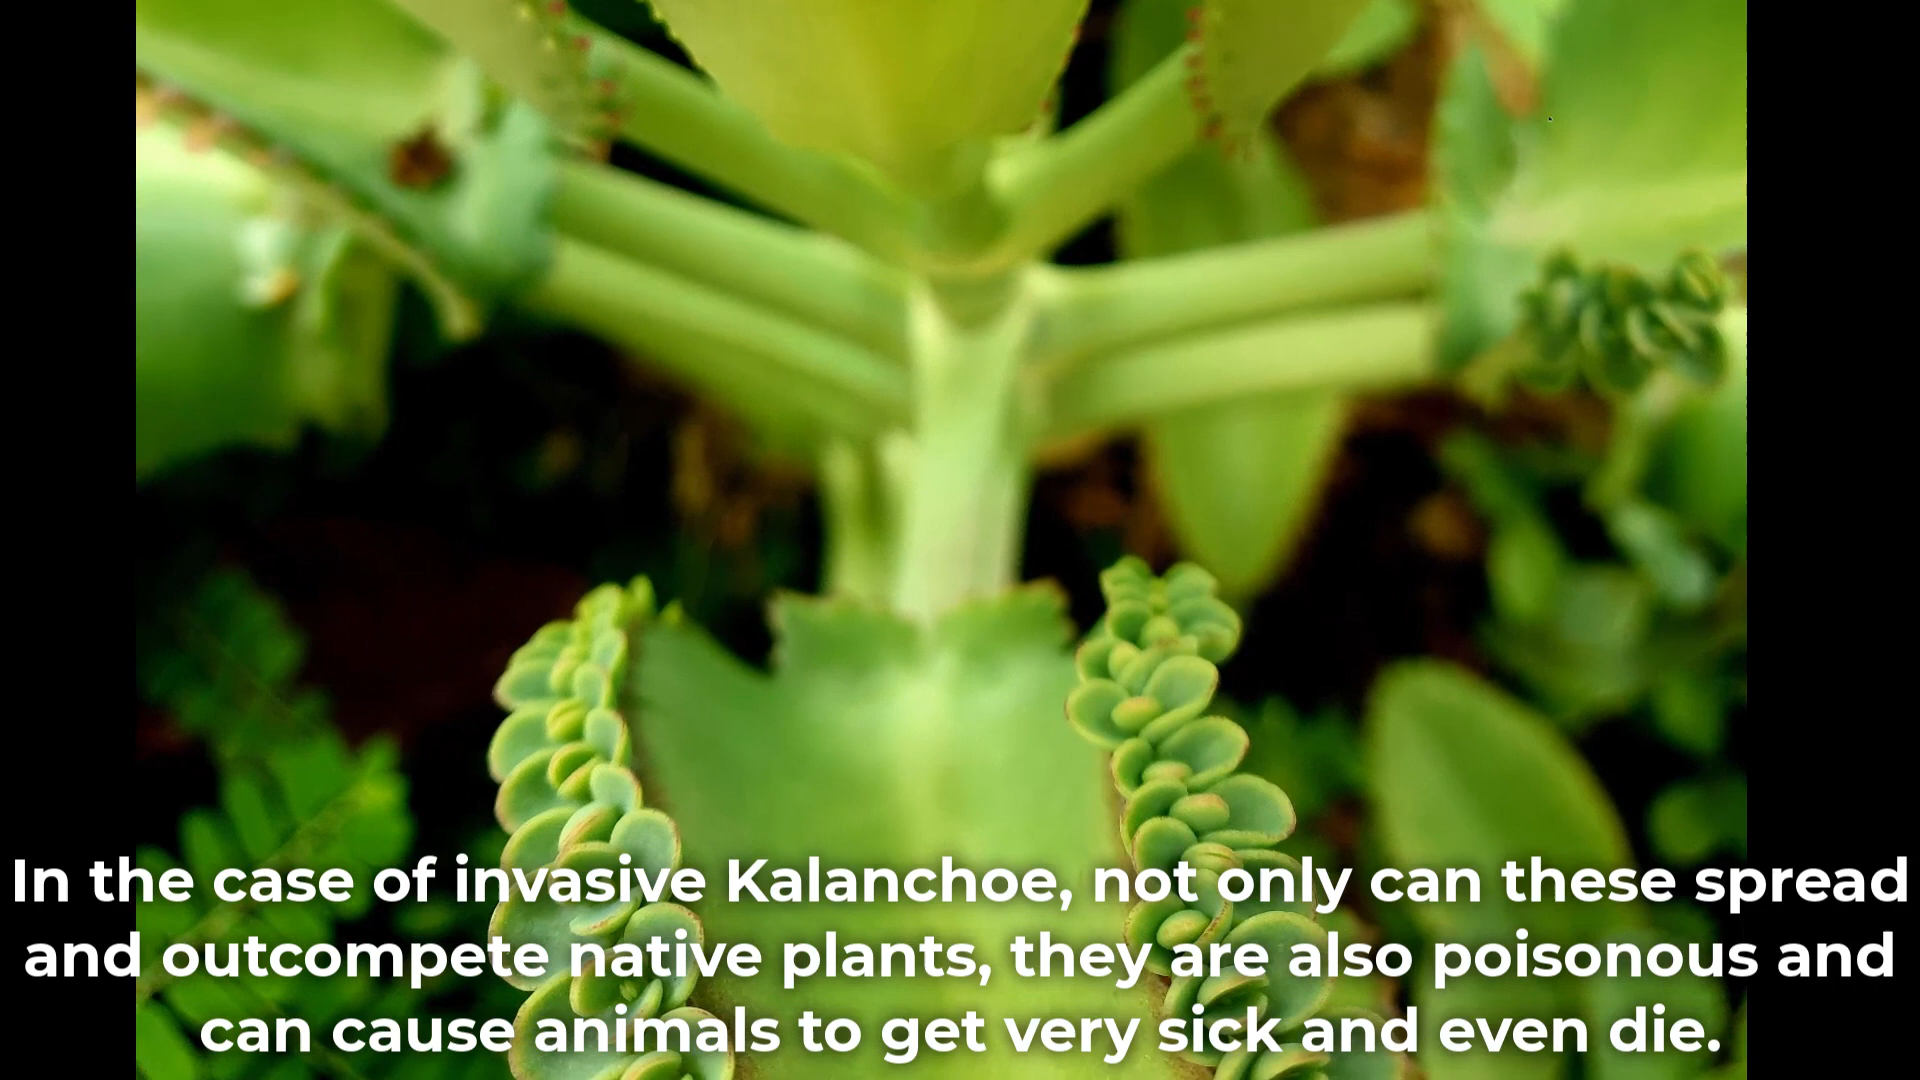 In the case of invasive Kalanchoe, not only can these spread
and outcompete native plants, they are also poisonous and
can cause animals to get very sick and even die.